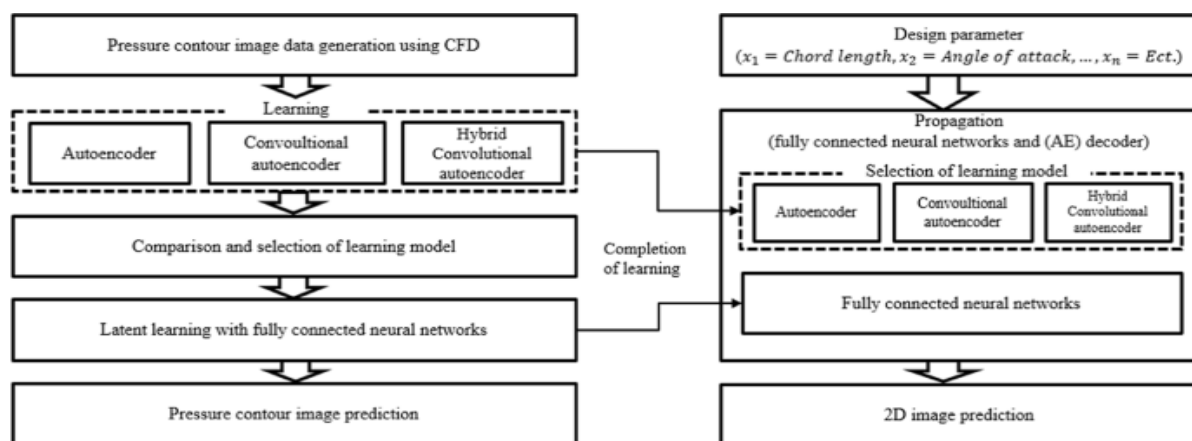 Pressure contour image data generation using CFD
Learning
Autoencoder
Convoultional
autoencoder
Hybrid
Convolutional
autoencoder
Comparison and selection of learning model
Latent learning with fully connected neural networks
Pressure contour image prediction
Completion
of learning
Design parameter
(x₁ = Chord length, x₂ = Angle of attack, ..., xₙ = Ect.)
Propagation
(fully connected neural networks and (AE) decoder)
Selection of learning model
Autoencoder
Convoultional
autoencoder
Hybrid
Convolutional
autoencoder
Fully connected neural networks
2D image prediction